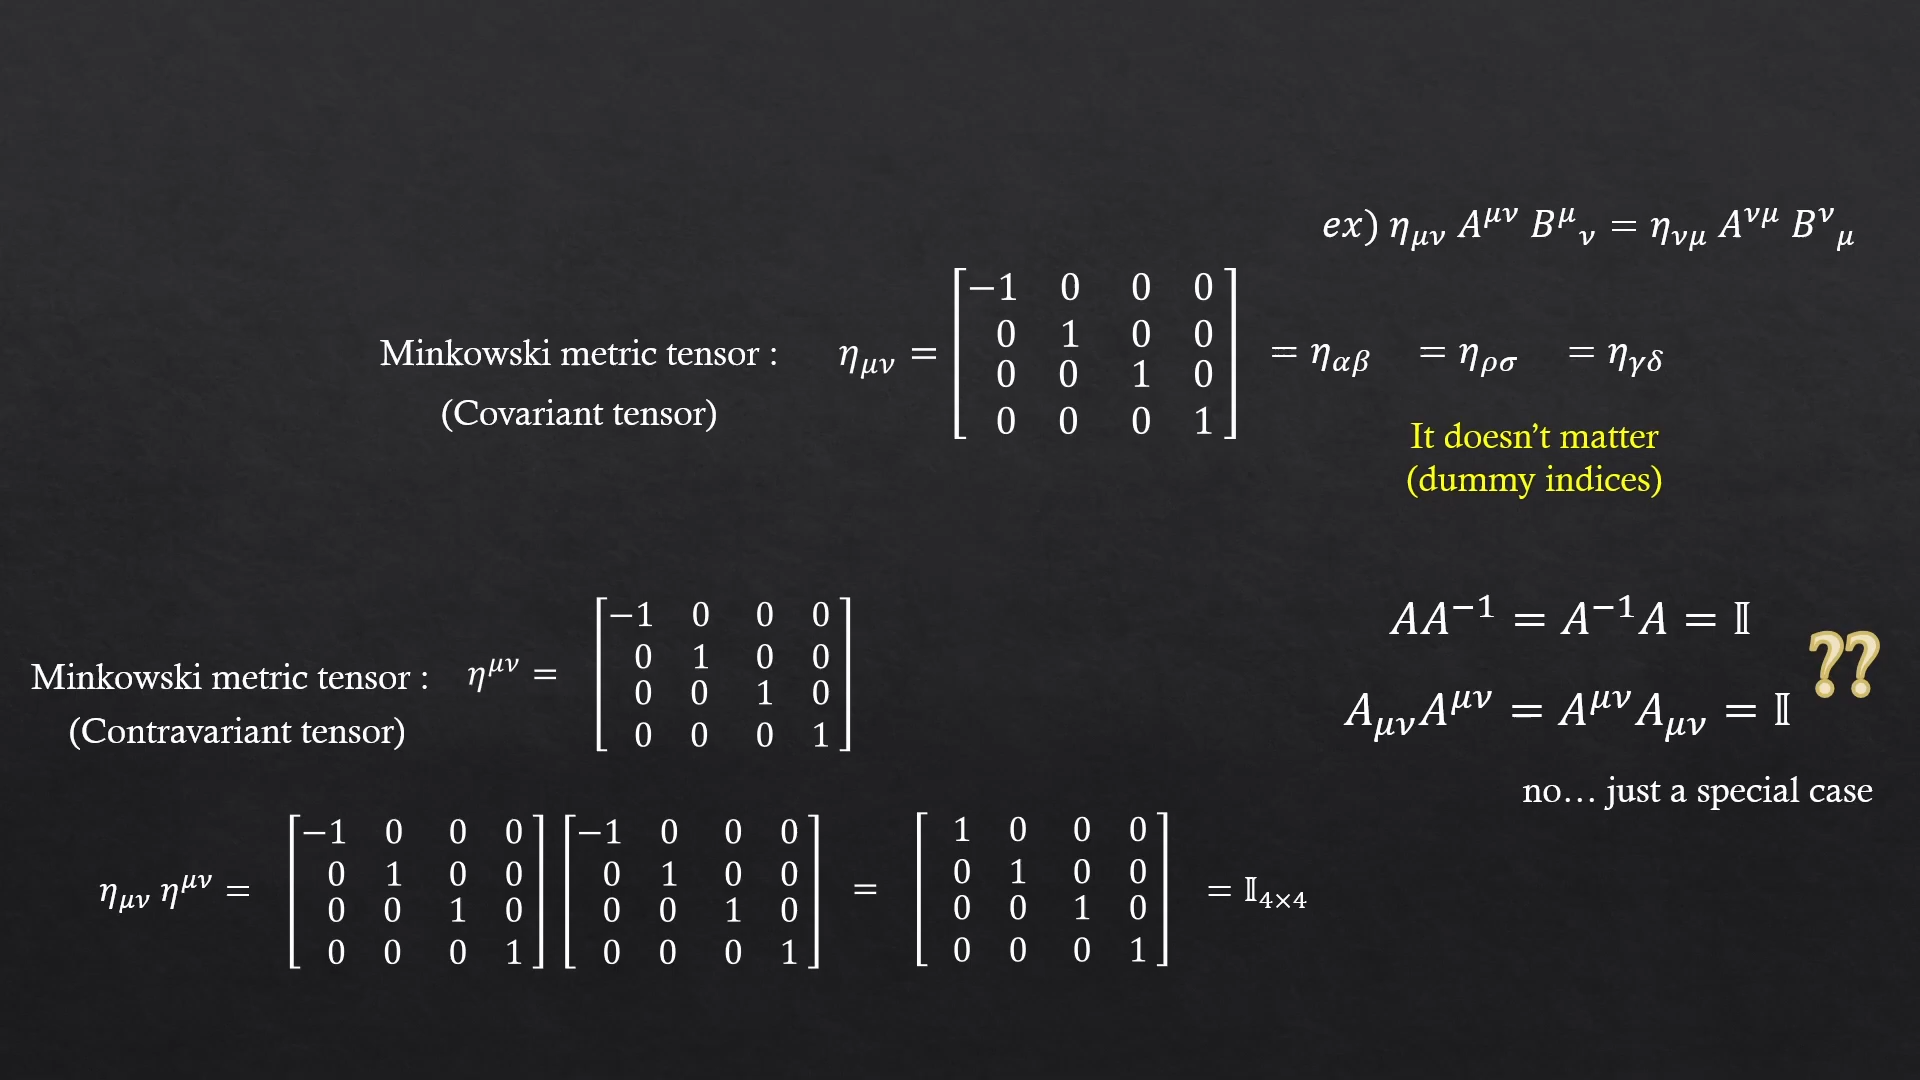 ex) η_{μν} A^{μν} B^μ_ν = η_{νμ} A^{νμ} B^ν_μ
Minkowski metric tensor :
(Covariant tensor)
η_{μν} = [−1 0 0 0
0 1 0 0
0 0 1 0
0 0 0 1] = η_{αβ} = η_{ρσ} = η_{γδ}
It doesn’t matter
(dummy indices)
AA^{−1} = A^{−1}A = 𝕀
A_{μν}A^{μν} = A^{μν}A_{μν} = 𝕀
??
no… just a special case
Minkowski metric tensor :
(Contravariant tensor)
η^{μν} = [−1 0 0 0
0 1 0 0
0 0 1 0
0 0 0 1]
η_{μν} η^{μν} = [−1 0 0 0
0 1 0 0
0 0 1 0
0 0 0 1] [−1 0 0 0
0 1 0 0
0 0 1 0
0 0 0 1] = [1 0 0 0
0 1 0 0
0 0 1 0
0 0 0 1] = 𝕀_{4×4}